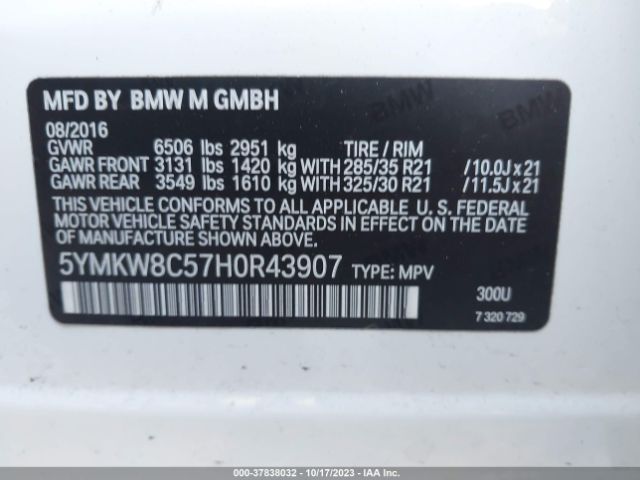 MFD BY BMW M GMBH
08/2016
GVWR 6506 lbs 2951 kg TIRE / RIM
GAWR FRONT 3131 lbs 1420 kg WITH 285/35 R21 / 10.0J x 21
GAWR REAR 3549 lbs 1610 kg WITH 325/30 R21 / 11.5J x 21
THIS VEHICLE CONFORMS TO ALL APPLICABLE U. S. FEDERAL
MOTOR VEHICLE SAFETY STANDARDS IN EFFECT ON THE
DATE OF MANUFACTURE SHOWN ABOVE.
5YMKW8C57H0R43907 TYPE: MPV
300U
7 320 729
BMW
000-37838032 - 10/17/2023 - IAAI.COM